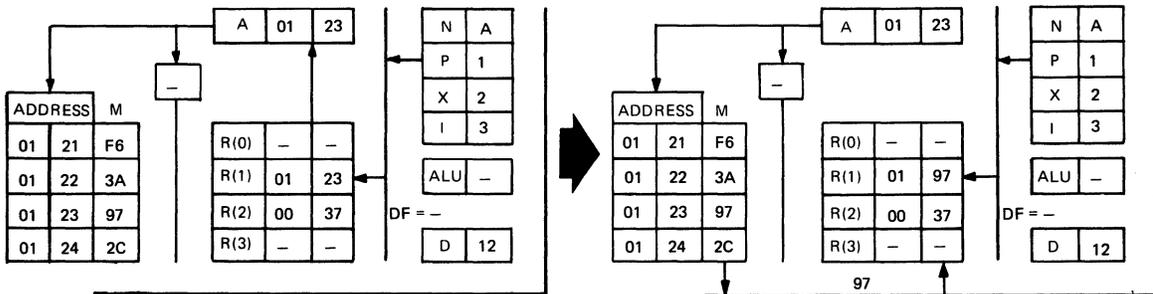 A 01 23
N A
P 1
X 2
I 3
–
ADDRESS M
01 21 F6
01 22 3A
01 23 97
01 24 2C
R(0) – –
R(1) 01 23
R(2) 00 37
R(3) – –
ALU –
DF = –
D 12
A 01 23
N A
P 1
X 2
I 3
–
ADDRESS M
01 21 F6
01 22 3A
01 23 97
01 24 2C
R(0) – –
R(1) 01 97
R(2) 00 37
R(3) – –
ALU –
DF = –
D 12
97